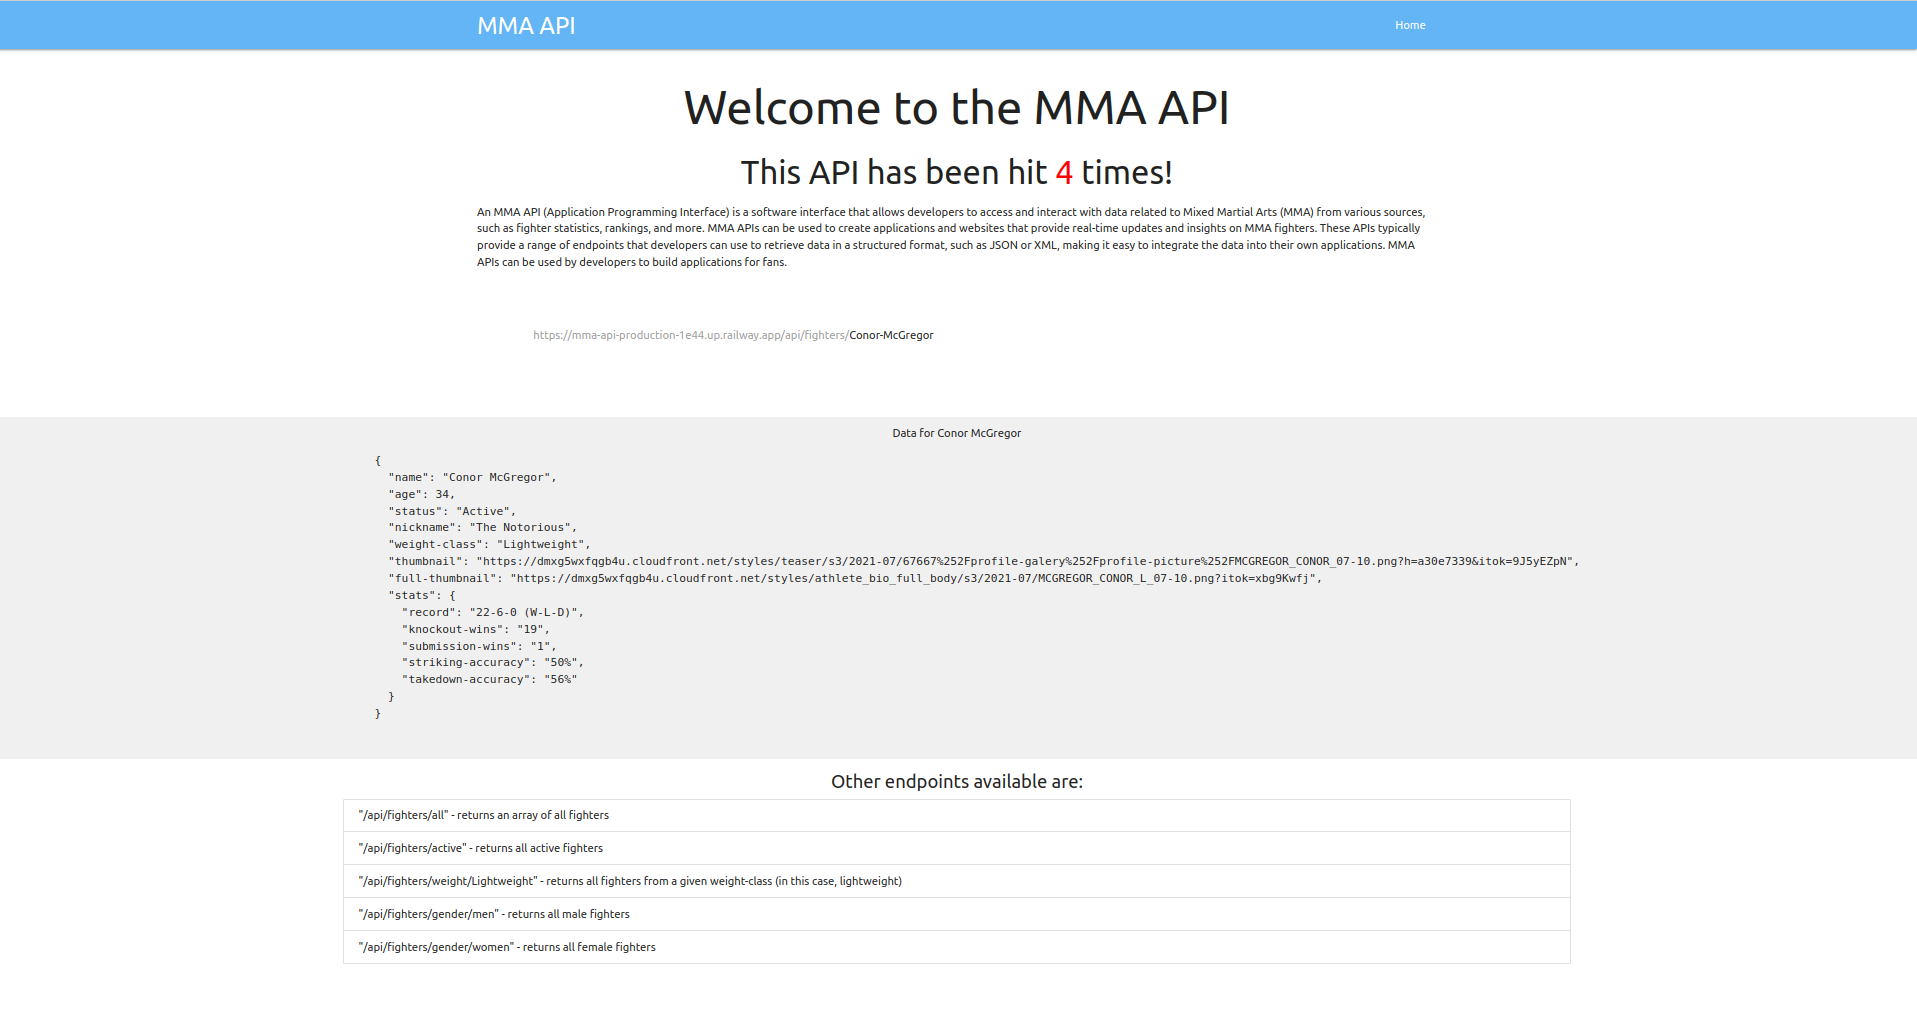 MMA API
Home
Welcome to the MMA API
This API has been hit 4 times!
An MMA API (Application Programming Interface) is a software interface that allows developers to access and interact with data related to Mixed Martial Arts (MMA) from various sources,
such as fighter statistics, rankings, and more. MMA APIs can be used to create applications and websites that provide real-time updates and insights on MMA fighters. These APIs typically
provide a range of endpoints that developers can use to retrieve data in a structured format, such as JSON or XML, making it easy to integrate the data into their own applications. MMA
APIs can be used by developers to build applications for fans.
https://mma-api-production-1e44.up.railway.app/api/fighters/Conor-McGregor
Data for Conor McGregor
{
  "name": "Conor McGregor",
  "age": 34,
  "status": "Active",
  "nickname": "The Notorious",
  "weight-class": "Lightweight",
  "thumbnail": "https://dmxg5wxfqgb4u.cloudfront.net/styles/teaser/s3/2021-07/67667%252Fprofile-galery%252Fprofile-picture%252FMCGREGOR_CONOR_07-10.png?h=a30e7339&itok=9J5yEZpN",
  "full-thumbnail": "https://dmxg5wxfqgb4u.cloudfront.net/styles/athlete_bio_full_body/s3/2021-07/MCGREGOR_CONOR_L_07-10.png?itok=xbg9Kwfj",
  "stats": {
    "record": "22-6-0 (W-L-D)",
    "knockout-wins": "19",
    "submission-wins": "1",
    "striking-accuracy": "50%",
    "takedown-accuracy": "56%"
  }
}
Other endpoints available are:
"/api/fighters/all" - returns an array of all fighters
"/api/fighters/active" - returns all active fighters
"/api/fighters/weight/Lightweight" - returns all fighters from a given weight-class (in this case, lightweight)
"/api/fighters/gender/men" - returns all male fighters
"/api/fighters/gender/women" - returns all female fighters